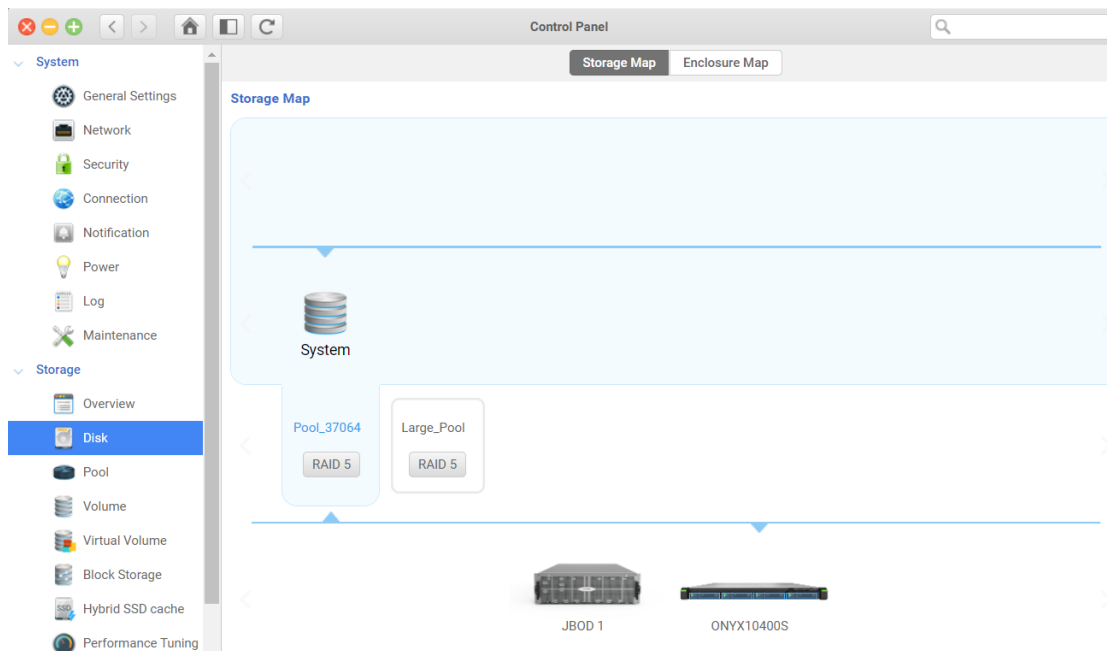 Control Panel
System
General Settings
Network
Security
Connection
Notification
Power
Log
Maintenance
Storage
Overview
Disk
Pool
Volume
Virtual Volume
Block Storage
SSD
Hybrid SSD cache
Performance Tuning
Storage Map
Enclosure Map
Storage Map
System
Pool_37064
RAID 5
Large_Pool
RAID 5
JBOD 1
ONYX10400S